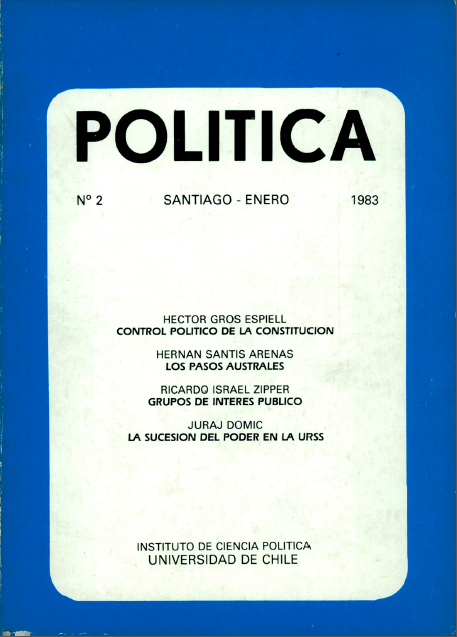 POLITICA
Nº 2 SANTIAGO - ENERO 1983
HECTOR GROS ESPIELL
CONTROL POLITICO DE LA CONSTITUCION
HERNAN SANTIS ARENAS
LOS PASOS AUSTRALES
RICARDO ISRAEL ZIPPER
GRUPOS DE INTERES PUBLICO
JURAJ DOMIC
LA SUCESION DEL PODER EN LA URSS
INSTITUTO DE CIENCIA POLITICA
UNIVERSIDAD DE CHILE